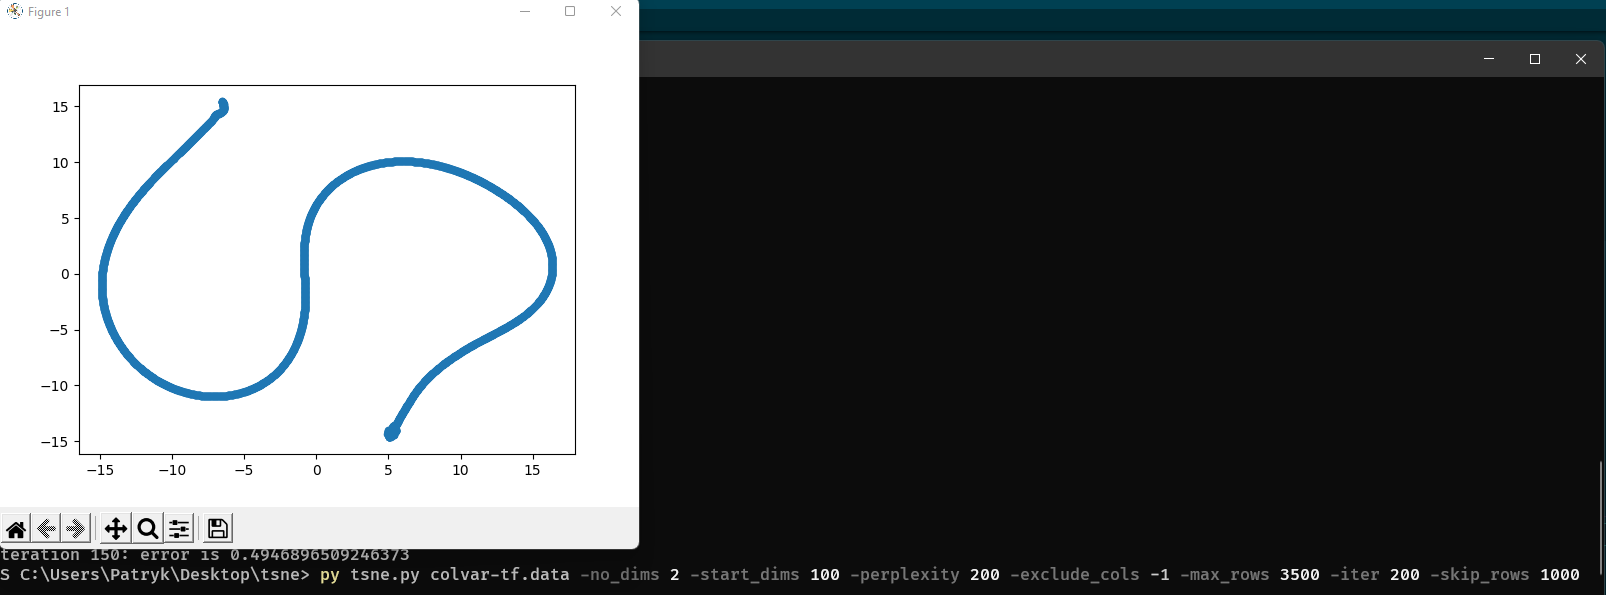 Figure 1
15
10
5
0
−5
−10
−15
−15 −10 −5 0 5 10 15
teration 150: error is 0.4946896509246373
S C:\Users\Patryk\Desktop\tsne> py tsne.py colvar-tf.data -no_dims 2 -start_dims 100 -perplexity 200 -exclude_cols -1 -max_rows 3500 -iter 200 -skip_rows 1000